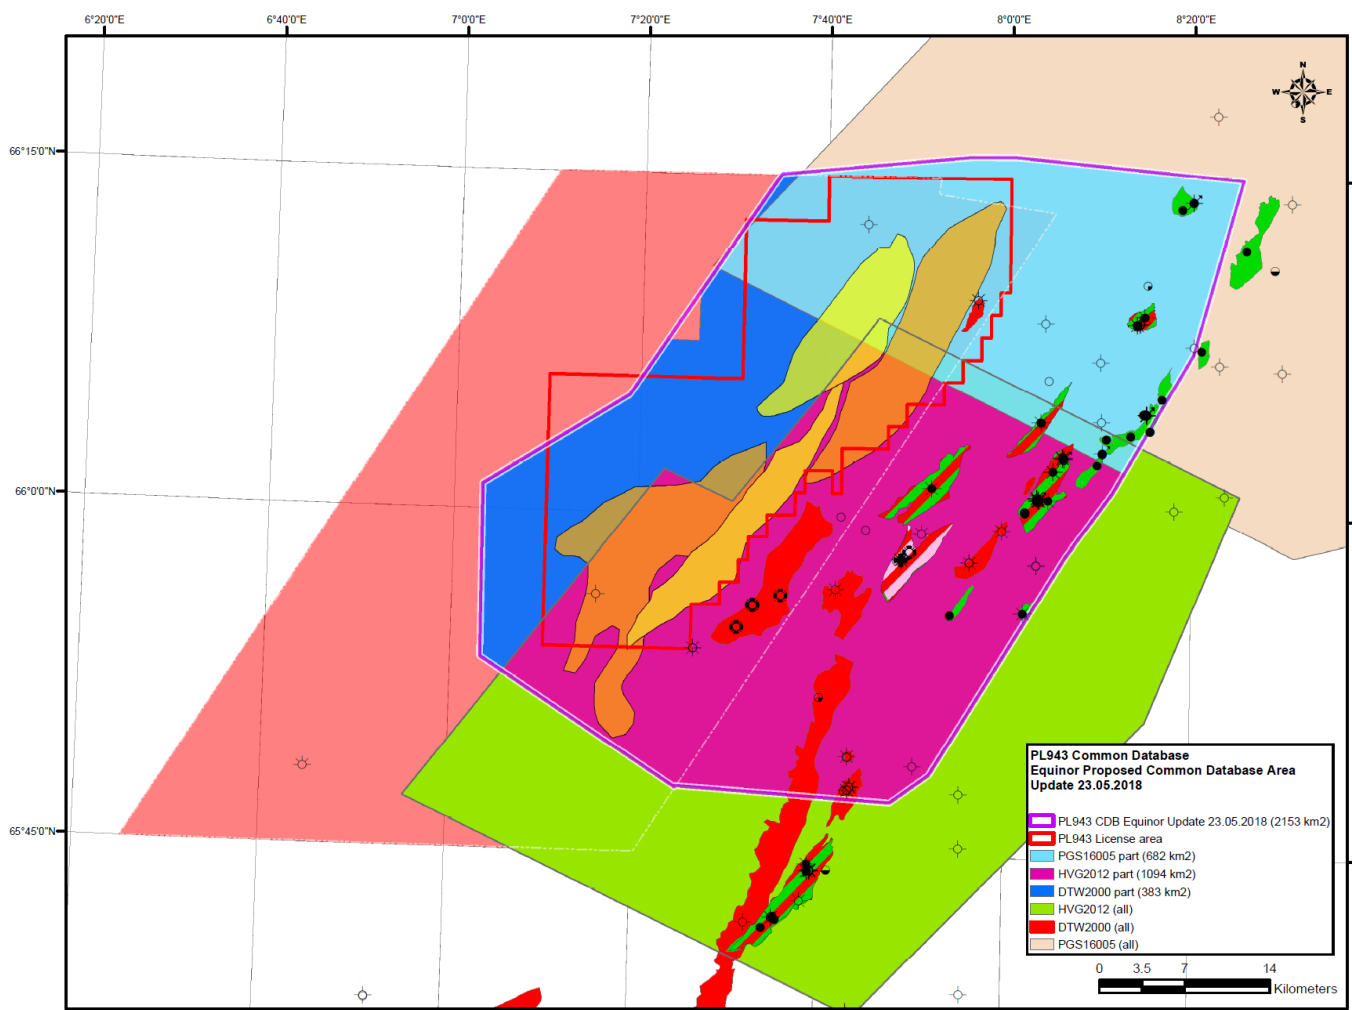 6°20'0"E 6°40'0"E 7°0'0"E 7°20'0"E 7°40'0"E 8°0'0"E 8°20'0"E
N
W E
S
66°15'0"N
66°0'0"N
65°45'0"N
PL943 Common Database
Equinor Proposed Common Database Area
Update 23.05.2018
PL943 CDB Equinor Update 23.05.2018 (2153 km2)
PL943 License area
PGS16005 part (682 km2)
HVG2012 part (1094 km2)
DTW2000 part (383 km2)
HVG2012 (all)
DTW2000 (all)
PGS16005 (all)
0 3.5 7 14
Kilometers